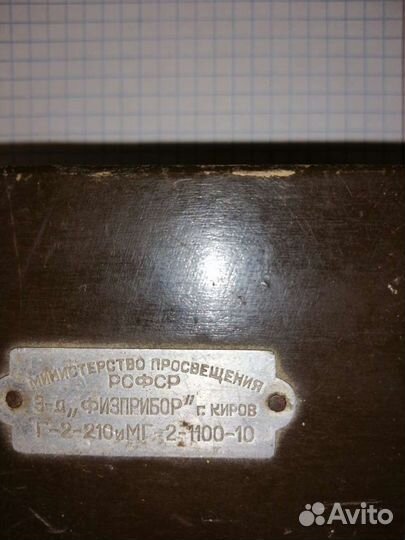 МИНИСТЕРСТВО ПРОСВЕЩЕНИЯ
РСФСР
З-д „ФИЗПРИБОР" г. КИРОВ
Г-2-210 и МГ-2-1100-10
Avito